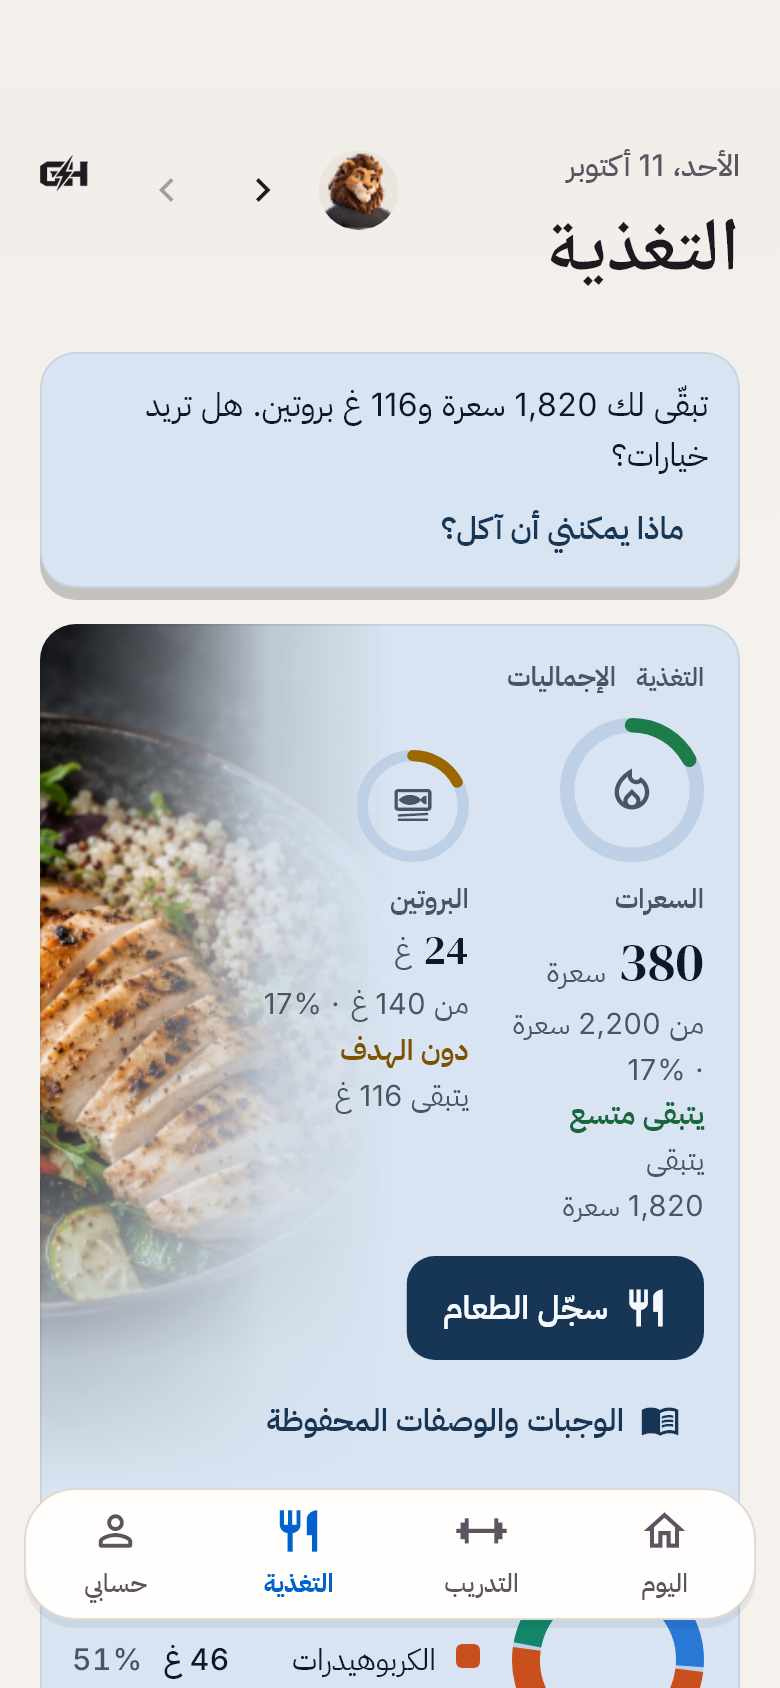 الأحد، 11 أكتوبر
GH
التغذية
تبقّى لك 1,820 سعرة و116 غ بروتين. هل تريد
خيارات؟
ماذا يمكنني أن آكل؟
التغذية الإجماليات
السعرات
380 سعرة
من 2,200 سعرة
· 17%
يتبقى متسع
يتبقى
1,820 سعرة
البروتين
24 غ
من 140 غ · 17%
دون الهدف
يتبقى 116 غ
سجّل الطعام
الوجبات والوصفات المحفوظة
اليوم
التدريب
التغذية
حسابي
الكربوهيدرات 46 غ 51%